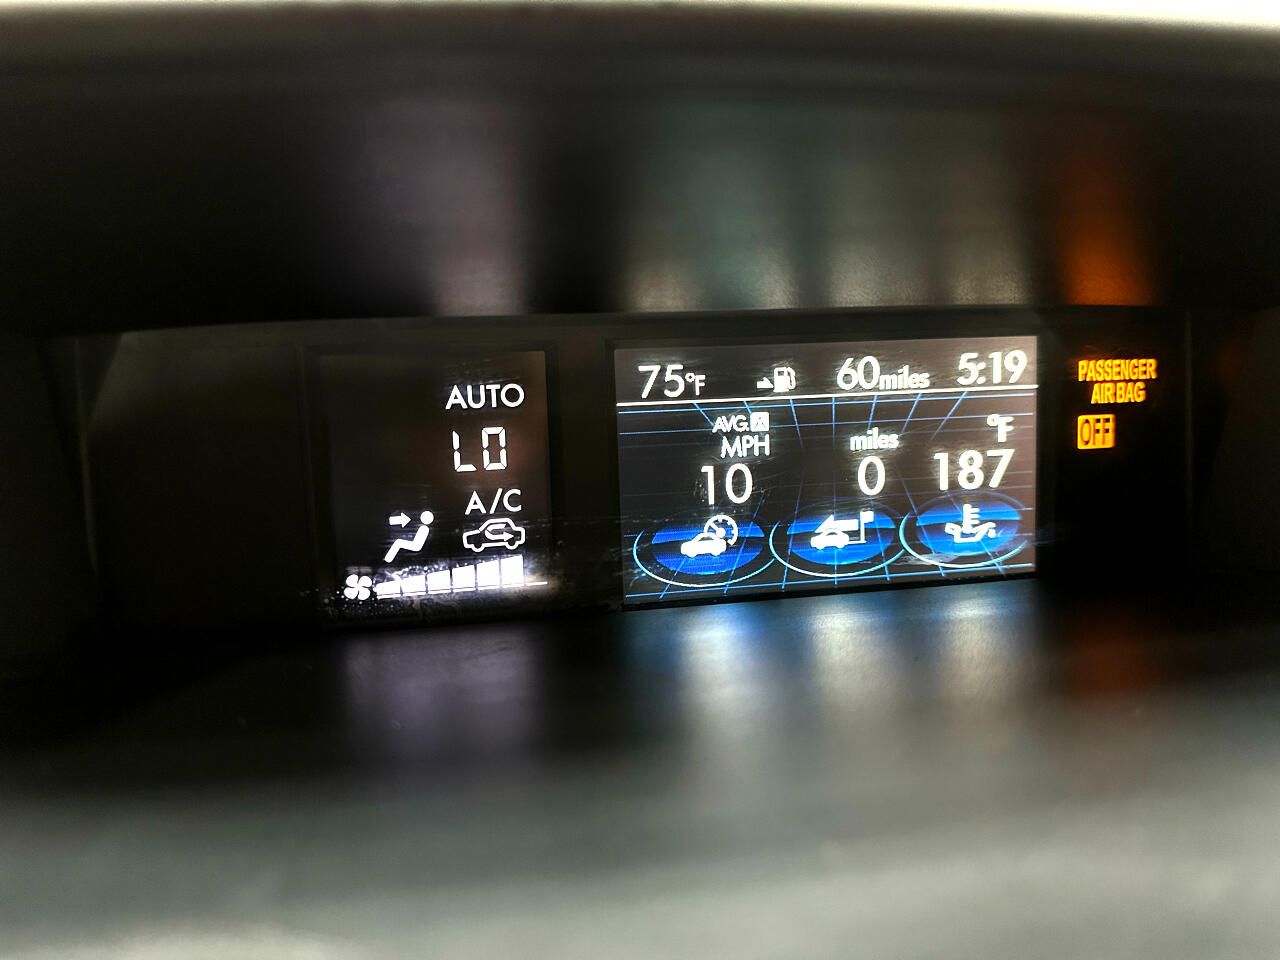 AUTO
LO
A/C
75°F 60miles 5:19
AVG. A
MPH
10
miles
0
°F
187
PASSENGER
AIR BAG
OFF